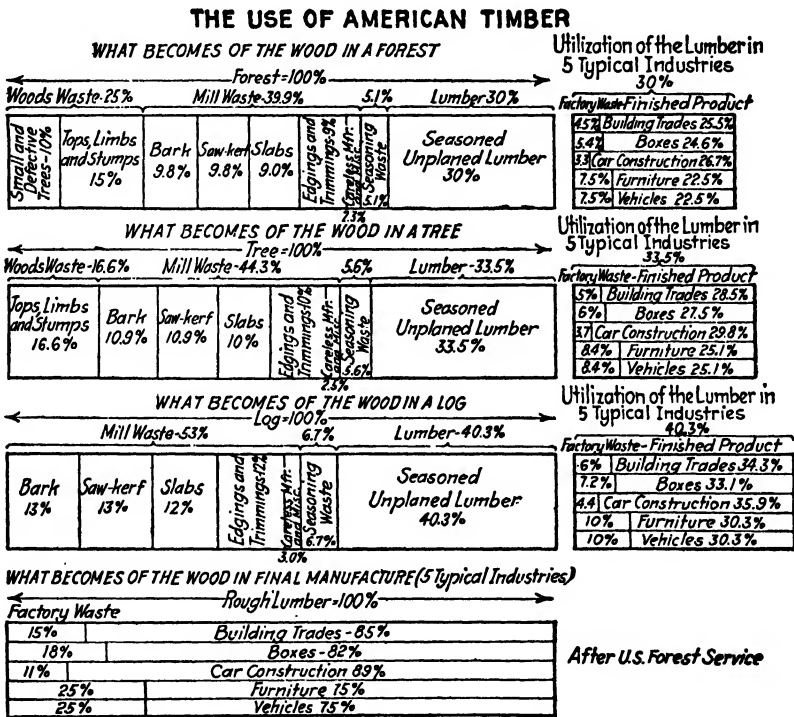 THE USE OF AMERICAN TIMBER
WHAT BECOMES OF THE WOOD IN A FOREST
Forest=100%
Woods Waste-25% Mill Waste-39.9% 5.1% Lumber 30%
Small and Defective Trees-10%
Tops, Limbs and Stumps 15%
Bark 9.8%
Saw-kerf 9.8%
Slabs 9.0%
Edgings and Trimmings-9%
Careless Mfr. and Misc.
2.3%
Seasoning Waste 5.1%
Seasoned Unplaned Lumber 30%
Utilization of the Lumber in
5 Typical Industries
30%
Factory Waste-Finished Product
4.5% Building Trades 25.5%
5.4% Boxes 24.6%
3.3 Car Construction 26.7%
7.5% Furniture 22.5%
7.5% Vehicles 22.5%
WHAT BECOMES OF THE WOOD IN A TREE
Tree=100%
Woods Waste-16.6% Mill Waste-44.3% 5.6% Lumber-33.5%
Tops, Limbs and Stumps 16.6%
Bark 10.9%
Saw-kerf 10.9%
Slabs 10%
Edgings and Trimmings-10%
Careless Mfr. and Misc.
2.5%
Seasoning Waste 5.6%
Seasoned Unplaned Lumber 33.5%
Utilization of the Lumber in
5 Typical Industries
33.5%
Factory Waste-Finished Product
5% Building Trades 28.5%
6% Boxes 27.5%
3.7 Car Construction 29.8%
8.4% Furniture 25.1%
8.4% Vehicles 25.1%
WHAT BECOMES OF THE WOOD IN A LOG
Log=100%
Mill Waste-53% 6.7% Lumber-40.3%
Bark 13%
Saw-kerf 13%
Slabs 12%
Edgings and Trimmings-12%
Careless Mfr. and Misc.
3.0%
Seasoning Waste 6.7%
Seasoned Unplaned Lumber 40.3%
Utilization of the Lumber in
5 Typical Industries
40.3%
Factory Waste-Finished Product
6% Building Trades 34.3%
7.2% Boxes 33.1%
4.4 Car Construction 35.9%
10% Furniture 30.3%
10% Vehicles 30.3%
WHAT BECOMES OF THE WOOD IN FINAL MANUFACTURE (5 Typical Industries)
Rough Lumber=100%
Factory Waste
15% Building Trades-85%
18% Boxes-82%
11% Car Construction 89%
25% Furniture 75%
25% Vehicles 75%
After U.S. Forest Service